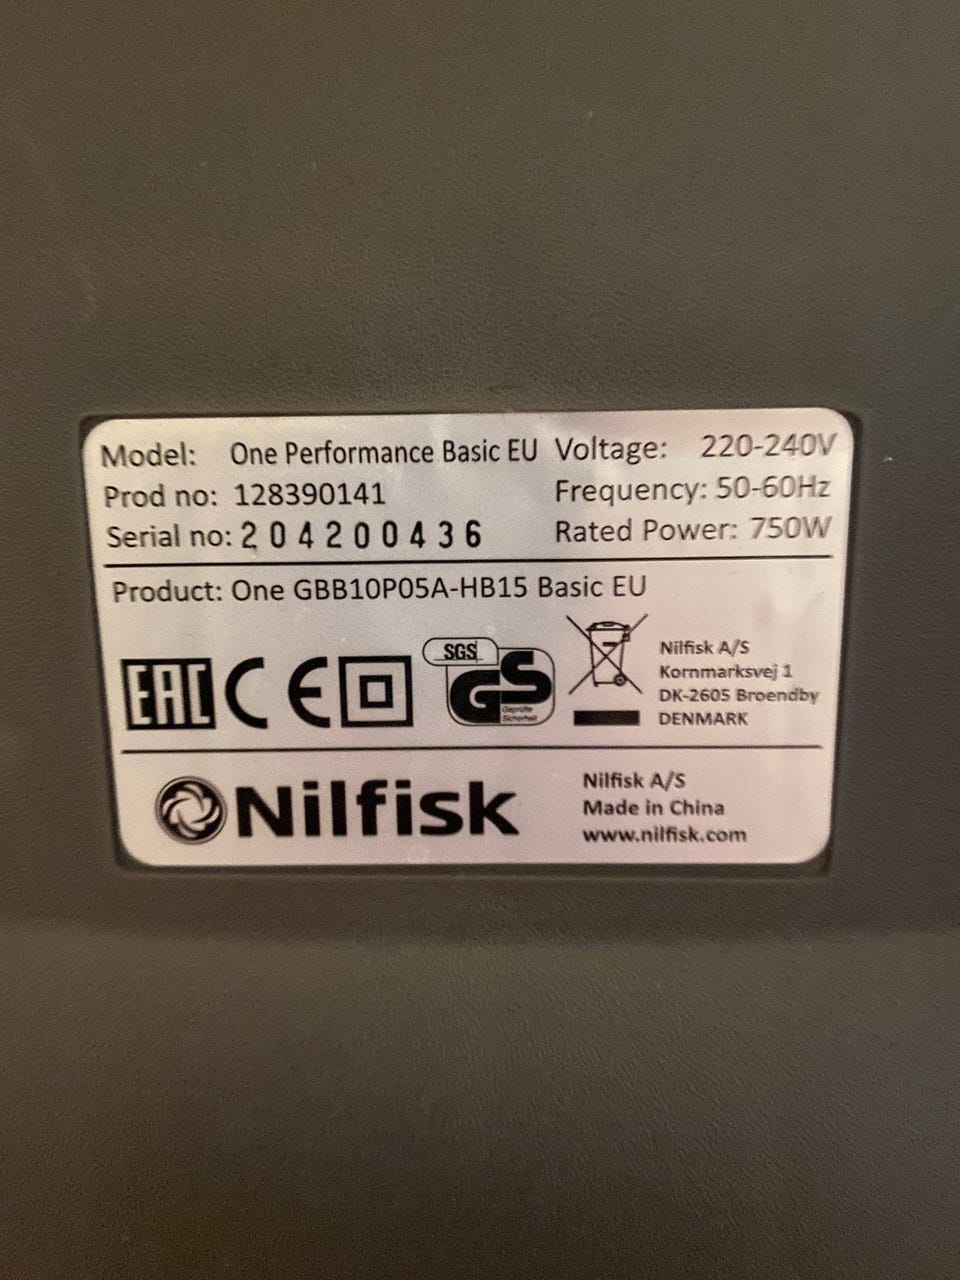 Model: One Performance Basic EU Voltage: 220-240V
Prod no: 128390141 Frequency: 50-60Hz
Serial no: 204200436 Rated Power: 750W
Product: One GBB10P05A-HB15 Basic EU
EAC CE
SGS
GS
Geprüfte
Sicherheit
Nilfisk A/S
Kornmarksvej 1
DK-2605 Broendby
DENMARK
Nilfisk
Nilfisk A/S
Made in China
www.nilfisk.com